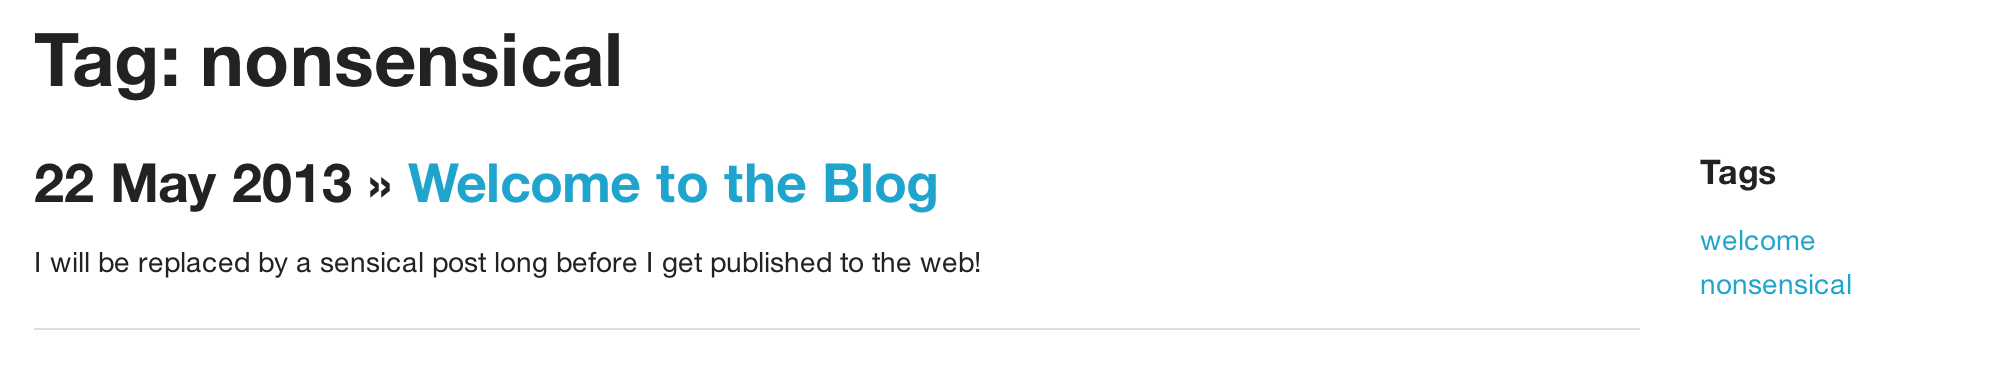 Tag: nonsensical
22 May 2013 » Welcome to the Blog
I will be replaced by a sensical post long before I get published to the web!
Tags
welcome
nonsensical